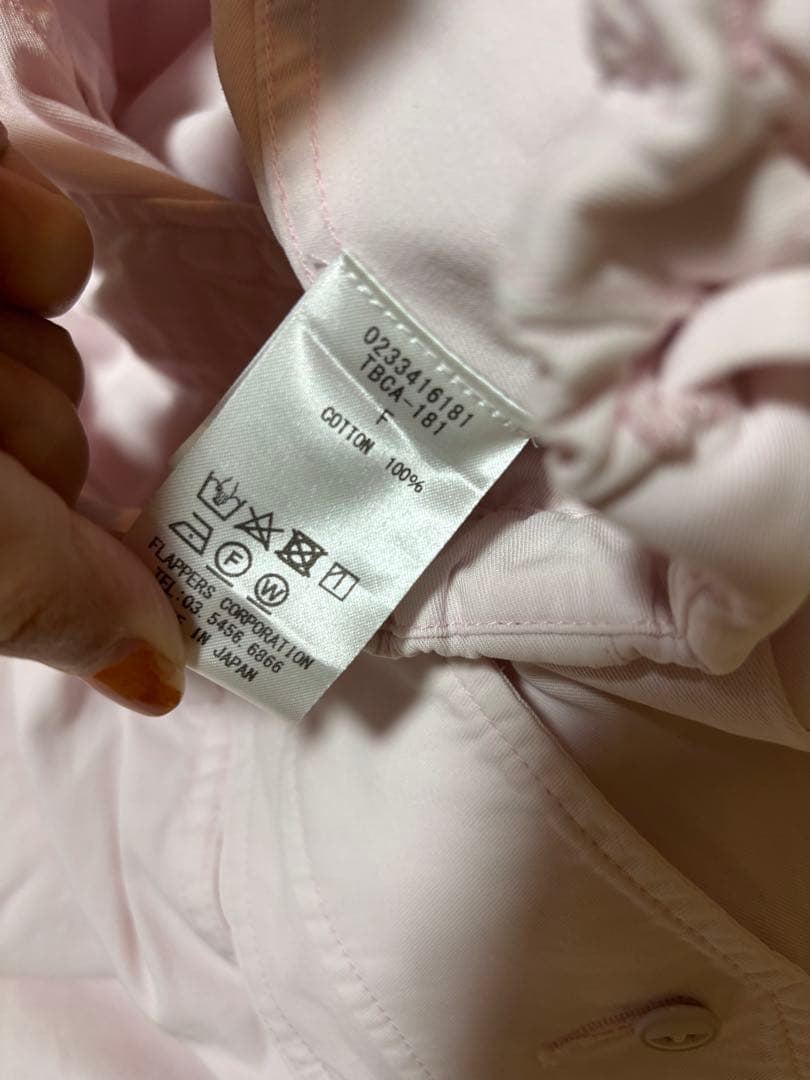 0233416181
TBCA-181
F
COTTON 100%
F W
FLAPPERS CORPORATION
TEL:03 5456 6866
IN JAPAN